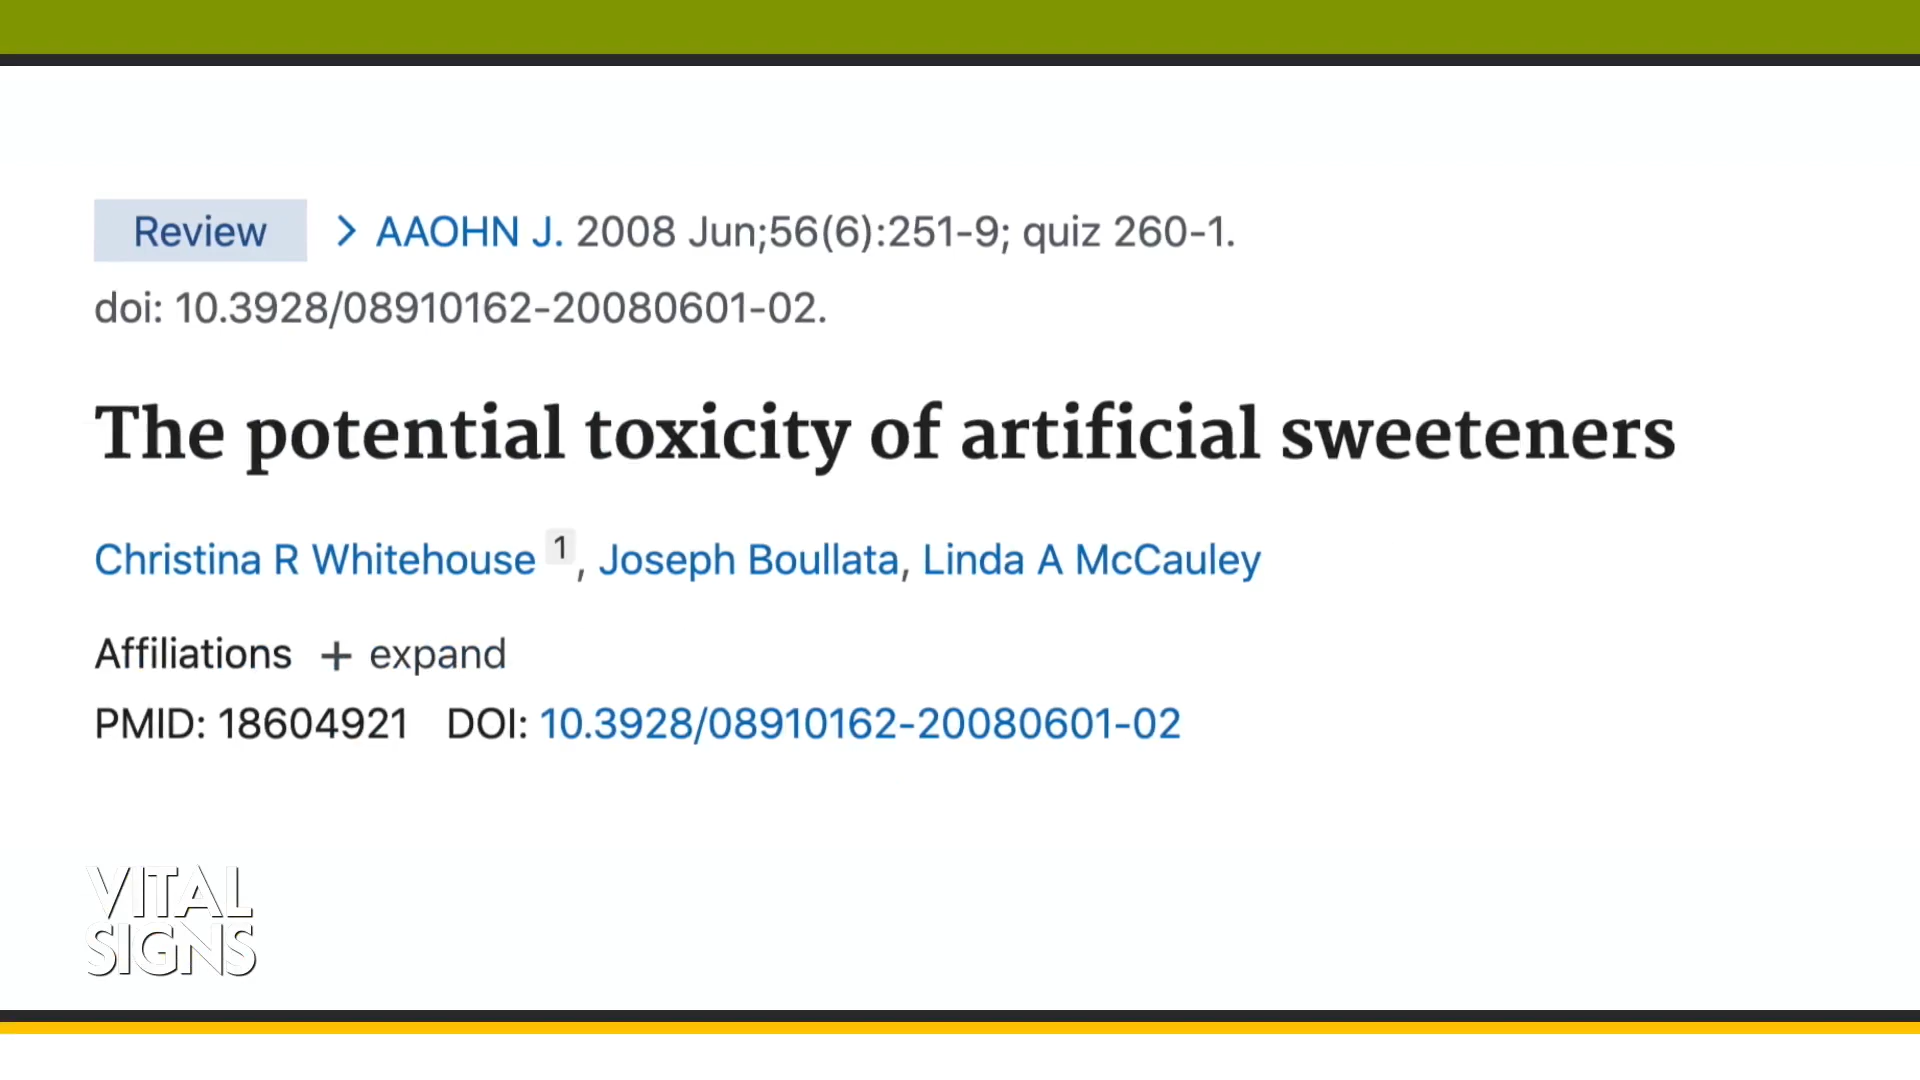 Review > AAOHN J. 2008 Jun;56(6):251-9; quiz 260-1.
doi: 10.3928/08910162-20080601-02.
The potential toxicity of artificial sweeteners
Christina R Whitehouse 1, Joseph Boullata, Linda A McCauley
Affiliations + expand
PMID: 18604921 DOI: 10.3928/08910162-20080601-02
VITAL
SIGNS